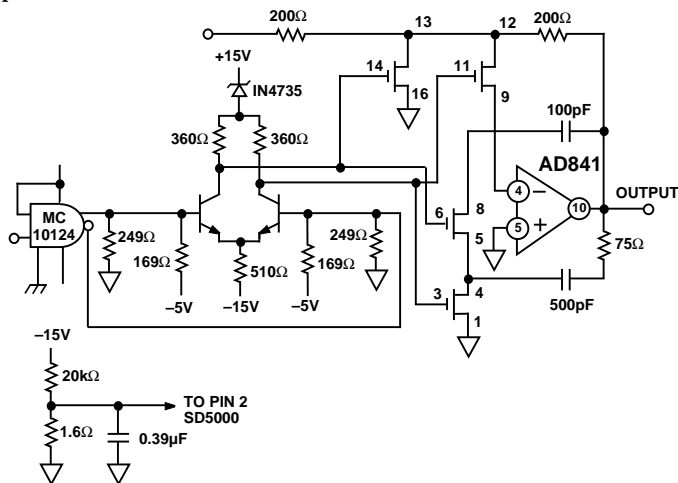 200Ω
13
12
200Ω
+15V
14
11
IN4735
16
9
100pF
360Ω
360Ω
AD841
MC
10124
6
8
4
–
10
OUTPUT
5
5
+
249Ω
169Ω
510Ω
169Ω
249Ω
75Ω
–5V
–15V
–5V
3
4
500pF
1
–15V
20kΩ
TO PIN 2
SD5000
1.6Ω
0.39µF